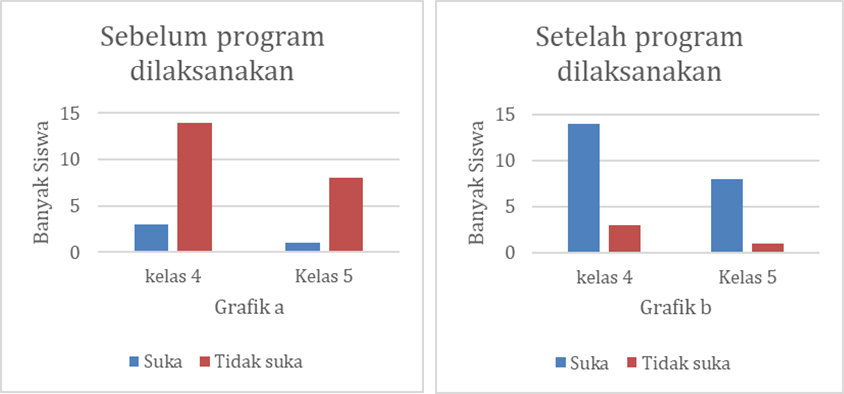 Sebelum program
dilaksanakan
15
10
5
0
Banyak Siswa
kelas 4
Kelas 5
Grafik a
Suka
Tidak suka
Setelah program
dilaksanakan
15
10
5
0
Banyak Siswa
kelas 4
Kelas 5
Grafik b
Suka
Tidak suka